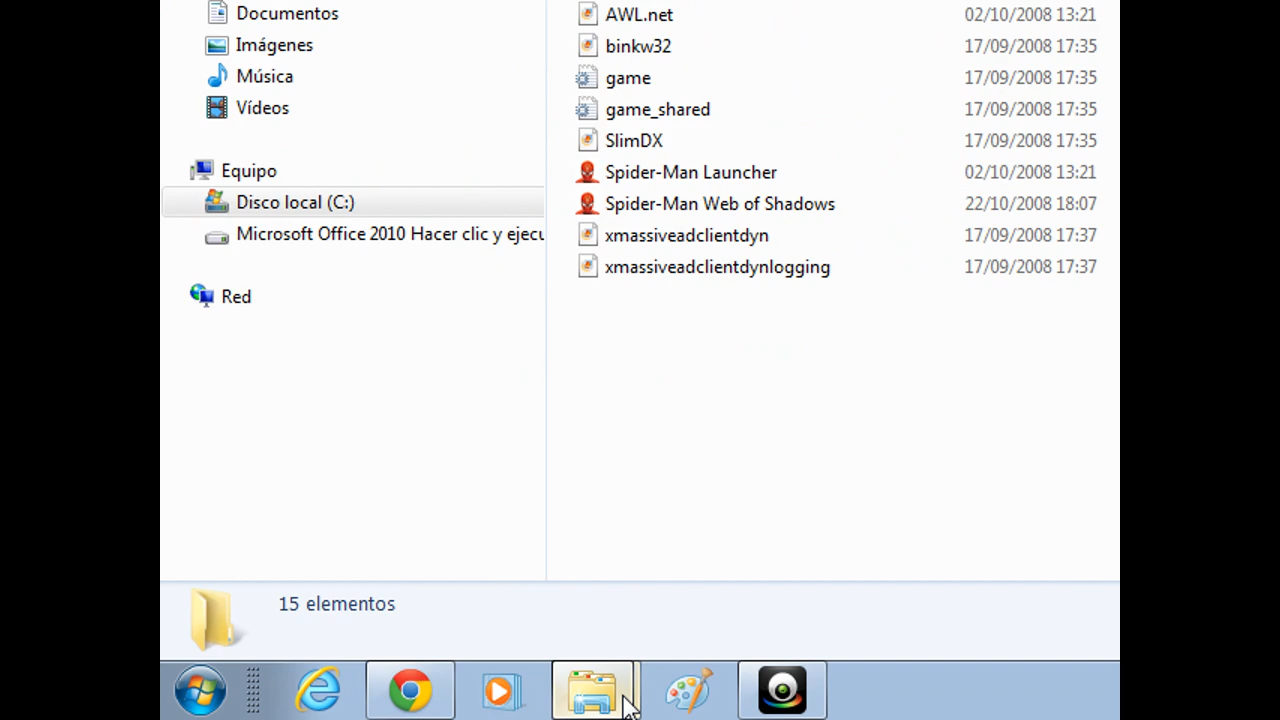 Documentos
Imágenes
Música
Vídeos
Equipo
Disco local (C:)
Microsoft Office 2010 Hacer clic y ejecu
Red
AWL.net 02/10/2008 13:21
binkw32 17/09/2008 17:35
game 17/09/2008 17:35
game_shared 17/09/2008 17:35
SlimDX 17/09/2008 17:35
Spider-Man Launcher 02/10/2008 13:21
Spider-Man Web of Shadows 22/10/2008 18:07
xmassiveadclientdyn 17/09/2008 17:37
xmassiveadclientdynlogging 17/09/2008 17:37
15 elementos